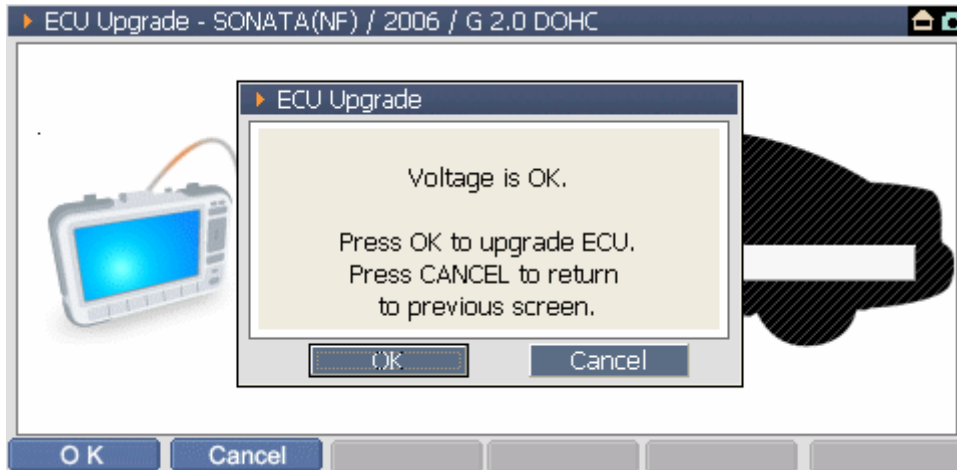 ECU Upgrade - SONATA(NF) / 2006 / G 2.0 DOHC
ECU Upgrade
Voltage is OK.
Press OK to upgrade ECU.
Press CANCEL to return
to previous screen.
OK Cancel
O K Cancel